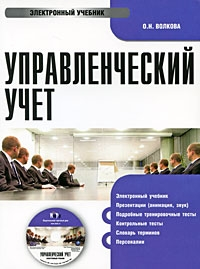 ЭЛЕКТРОННЫЙ УЧЕБНИК
О.Н. ВОЛКОВА
УПРАВЛЕНЧЕСКИЙ
УЧЕТ
Электронный учебник
Презентации (анимация, звук)
Подробные тренировочные тесты
Контрольные тесты
Словарь терминов
Персоналии
УПРАВЛЕНЧЕСКИЙ УЧЕТ